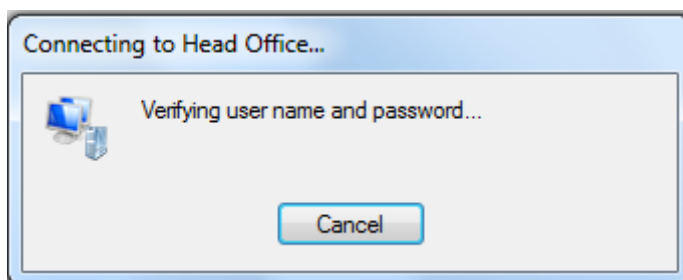 Connecting to Head Office...
Verifying user name and password...
Cancel